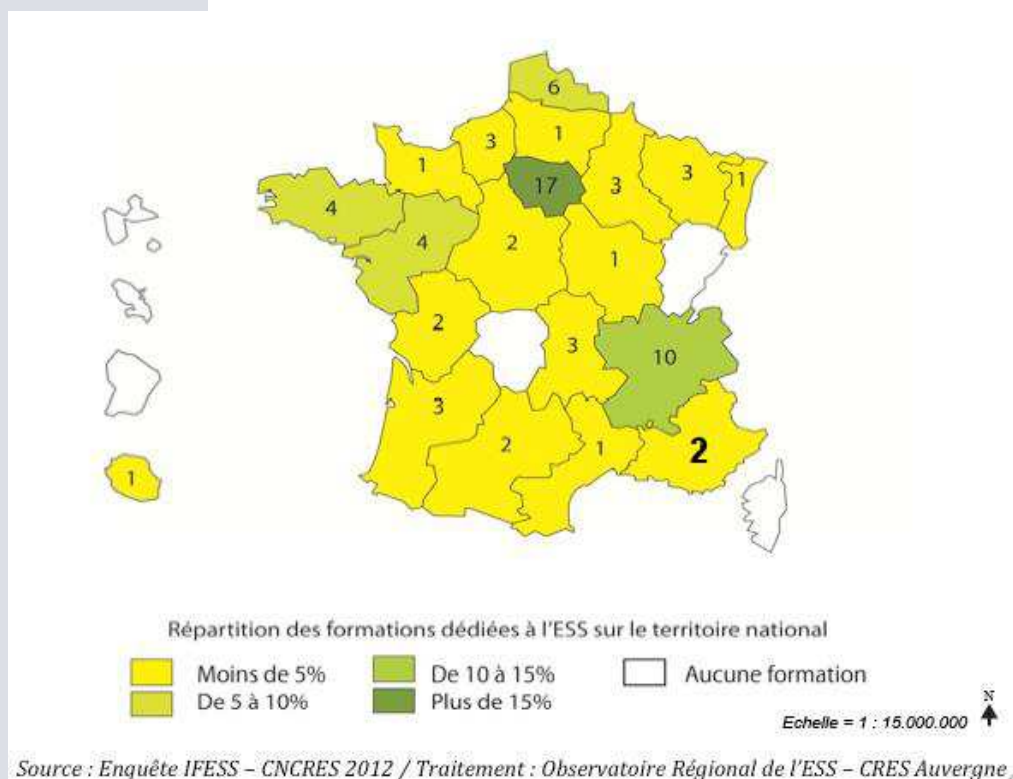 6
1
3
1
17
3
3
1
4
4
2
1
2
3
10
3
2
1
2
1
Répartition des formations dédiées à l'ESS sur le territoire national
Moins de 5%
De 10 à 15%
Aucune formation
De 5 à 10%
Plus de 15%
N
Echelle = 1 : 15.000.000
Source : Enquête IFESS – CNCRES 2012 / Traitement : Observatoire Régional de l'ESS – CRES Auvergne